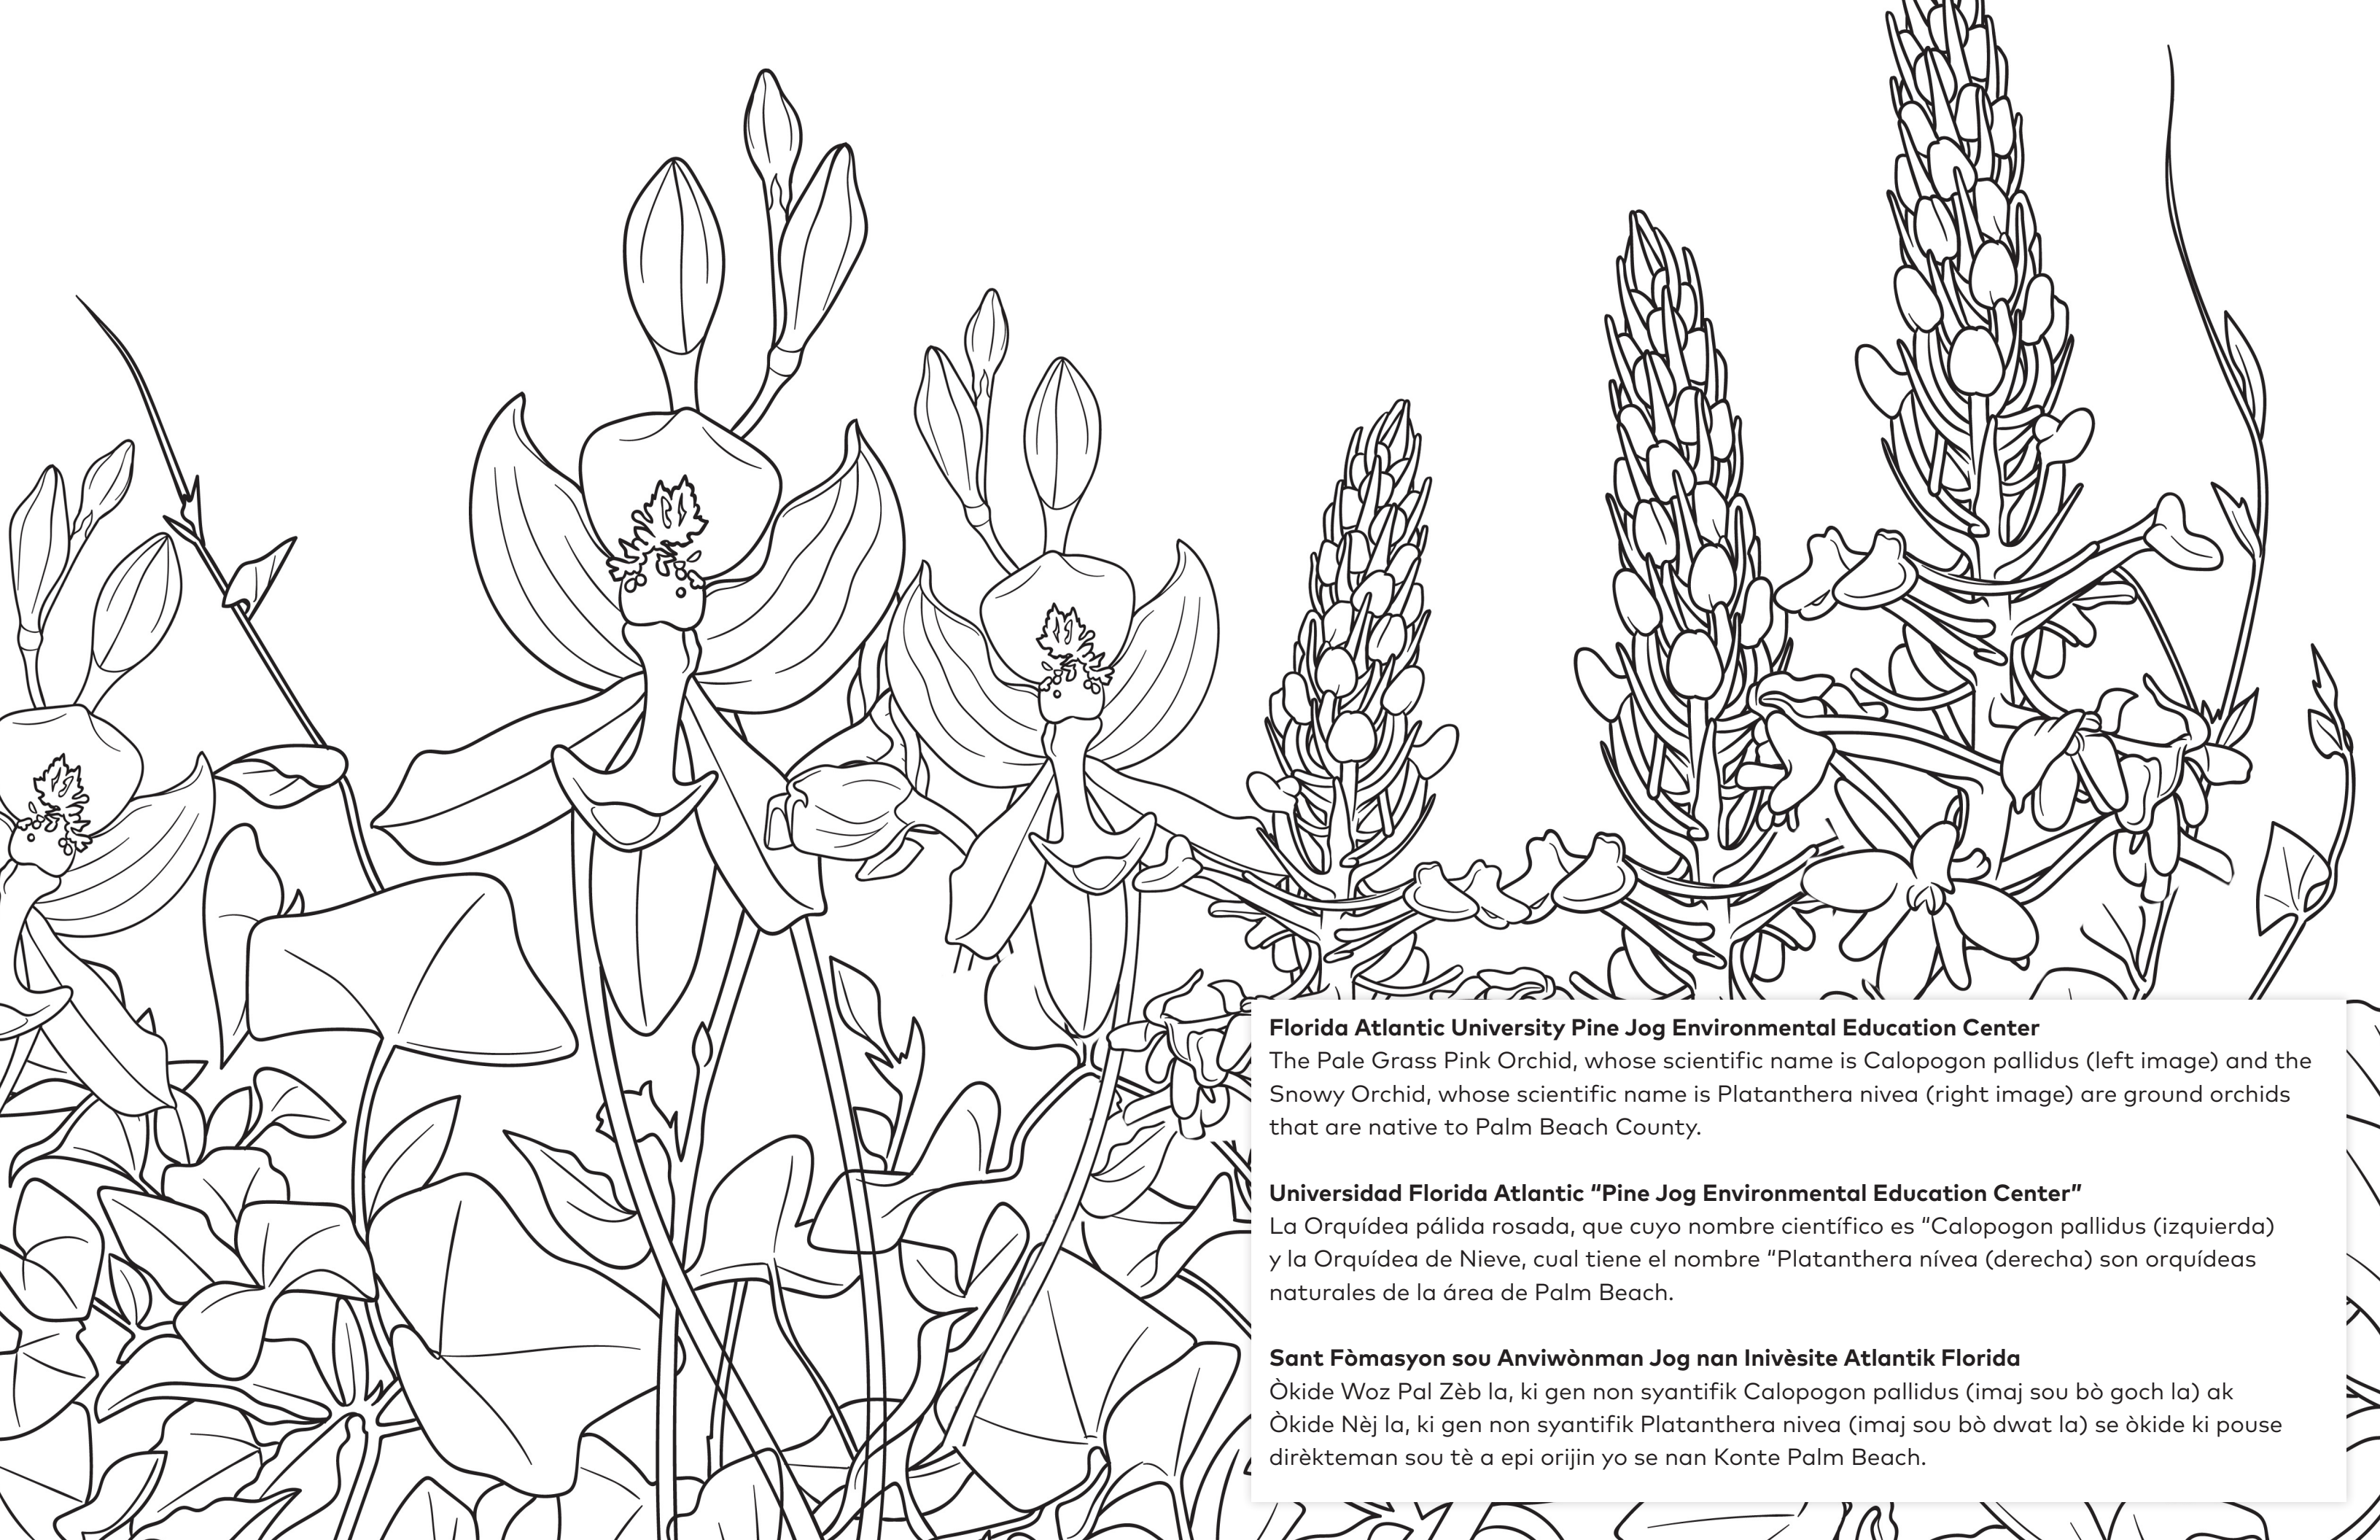 Florida Atlantic University Pine Jog Environmental Education Center
The Pale Grass Pink Orchid, whose scientific name is Calopogon pallidus (left image) and the
Snowy Orchid, whose scientific name is Platanthera nivea (right image) are ground orchids
that are native to Palm Beach County.
Universidad Florida Atlantic “Pine Jog Environmental Education Center”
La Orquídea pálida rosada, que cuyo nombre científico es “Calopogon pallidus (izquierda)
y la Orquídea de Nieve, cual tiene el nombre “Platanthera nívea (derecha) son orquídeas
naturales de la área de Palm Beach.
Sant Fòmasyon sou Anviwònman Jog nan Inivèsite Atlantik Florida
Òkide Woz Pal Zèb la, ki gen non syantifik Calopogon pallidus (imaj sou bò goch la) ak
Òkide Nèj la, ki gen non syantifik Platanthera nivea (imaj sou bò dwat la) se òkide ki pouse
dirèkteman sou tè a epi orijin yo se nan Konte Palm Beach.